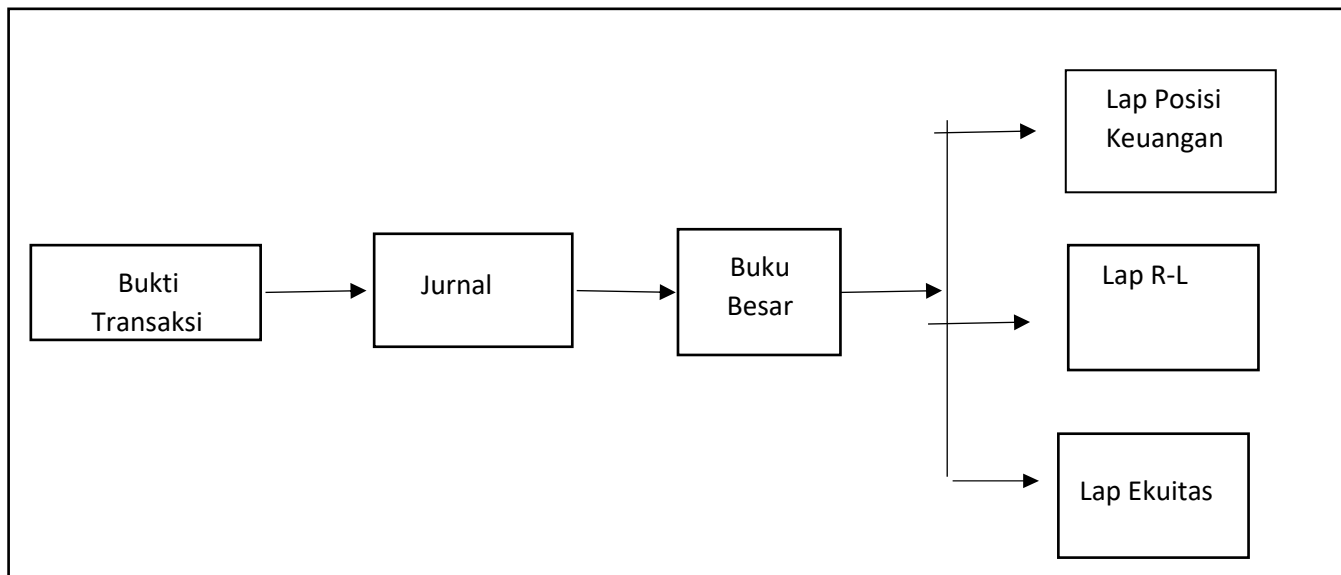 Bukti
Transaksi
Jurnal
Buku
Besar
Lap Posisi
Keuangan
Lap R-L
Lap Ekuitas